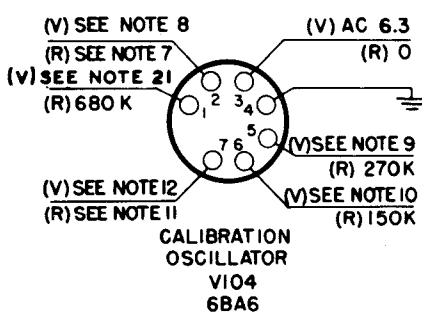 (V) SEE NOTE 8
(R) SEE NOTE 7
(V) AC 6.3
(R) 0
(V) SEE NOTE 21
(R) 680 K
2
3
1
4
5
7
6
(V) SEE NOTE 9
(R) 270K
(V) SEE NOTE 12
(R) SEE NOTE 11
(V) SEE NOTE 10
(R) 150K
CALIBRATION
OSCILLATOR
V104
6BA6